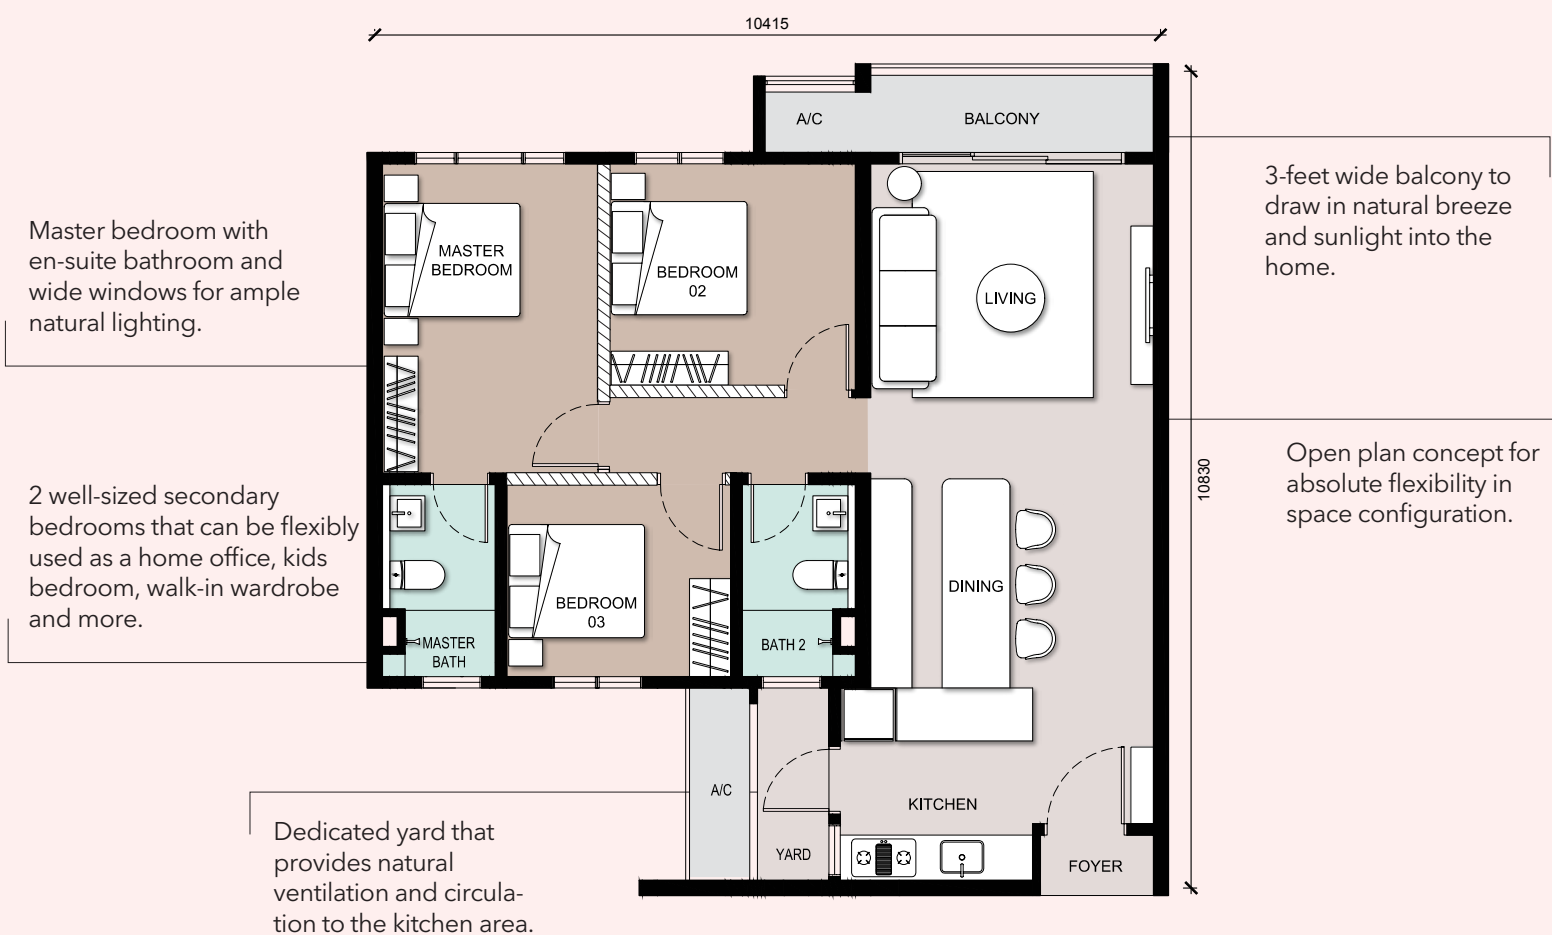 10415
A/C
BALCONY
3-feet wide balcony to
draw in natural breeze
and sunlight into the
home.
Master bedroom with
en-suite bathroom and
wide windows for ample
natural lighting.
MASTER
BEDROOM
BEDROOM
02
LIVING
10830
Open plan concept for
absolute flexibility in
space configuration.
2 well-sized secondary
bedrooms that can be flexibly
used as a home office, kids
bedroom, walk-in wardrobe
and more.
DINING
BEDROOM
03
MASTER
BATH
BATH 2
A/C
KITCHEN
YARD
FOYER
Dedicated yard that
provides natural
ventilation and circula-
tion to the kitchen area.